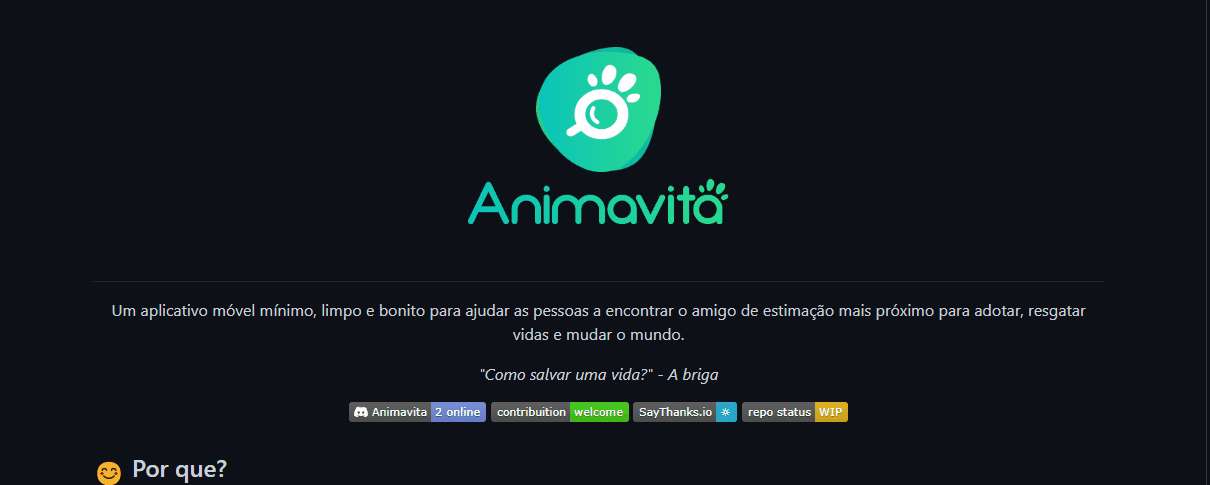 Animavita
Um aplicativo móvel mínimo, limpo e bonito para ajudar as pessoas a encontrar o amigo de estimação mais próximo para adotar, resgatar
vidas e mudar o mundo.
"Como salvar uma vida?" - A briga
Animavita 2 online contribuition welcome SayThanks.io ☼ repo status WIP
😊 Por que?